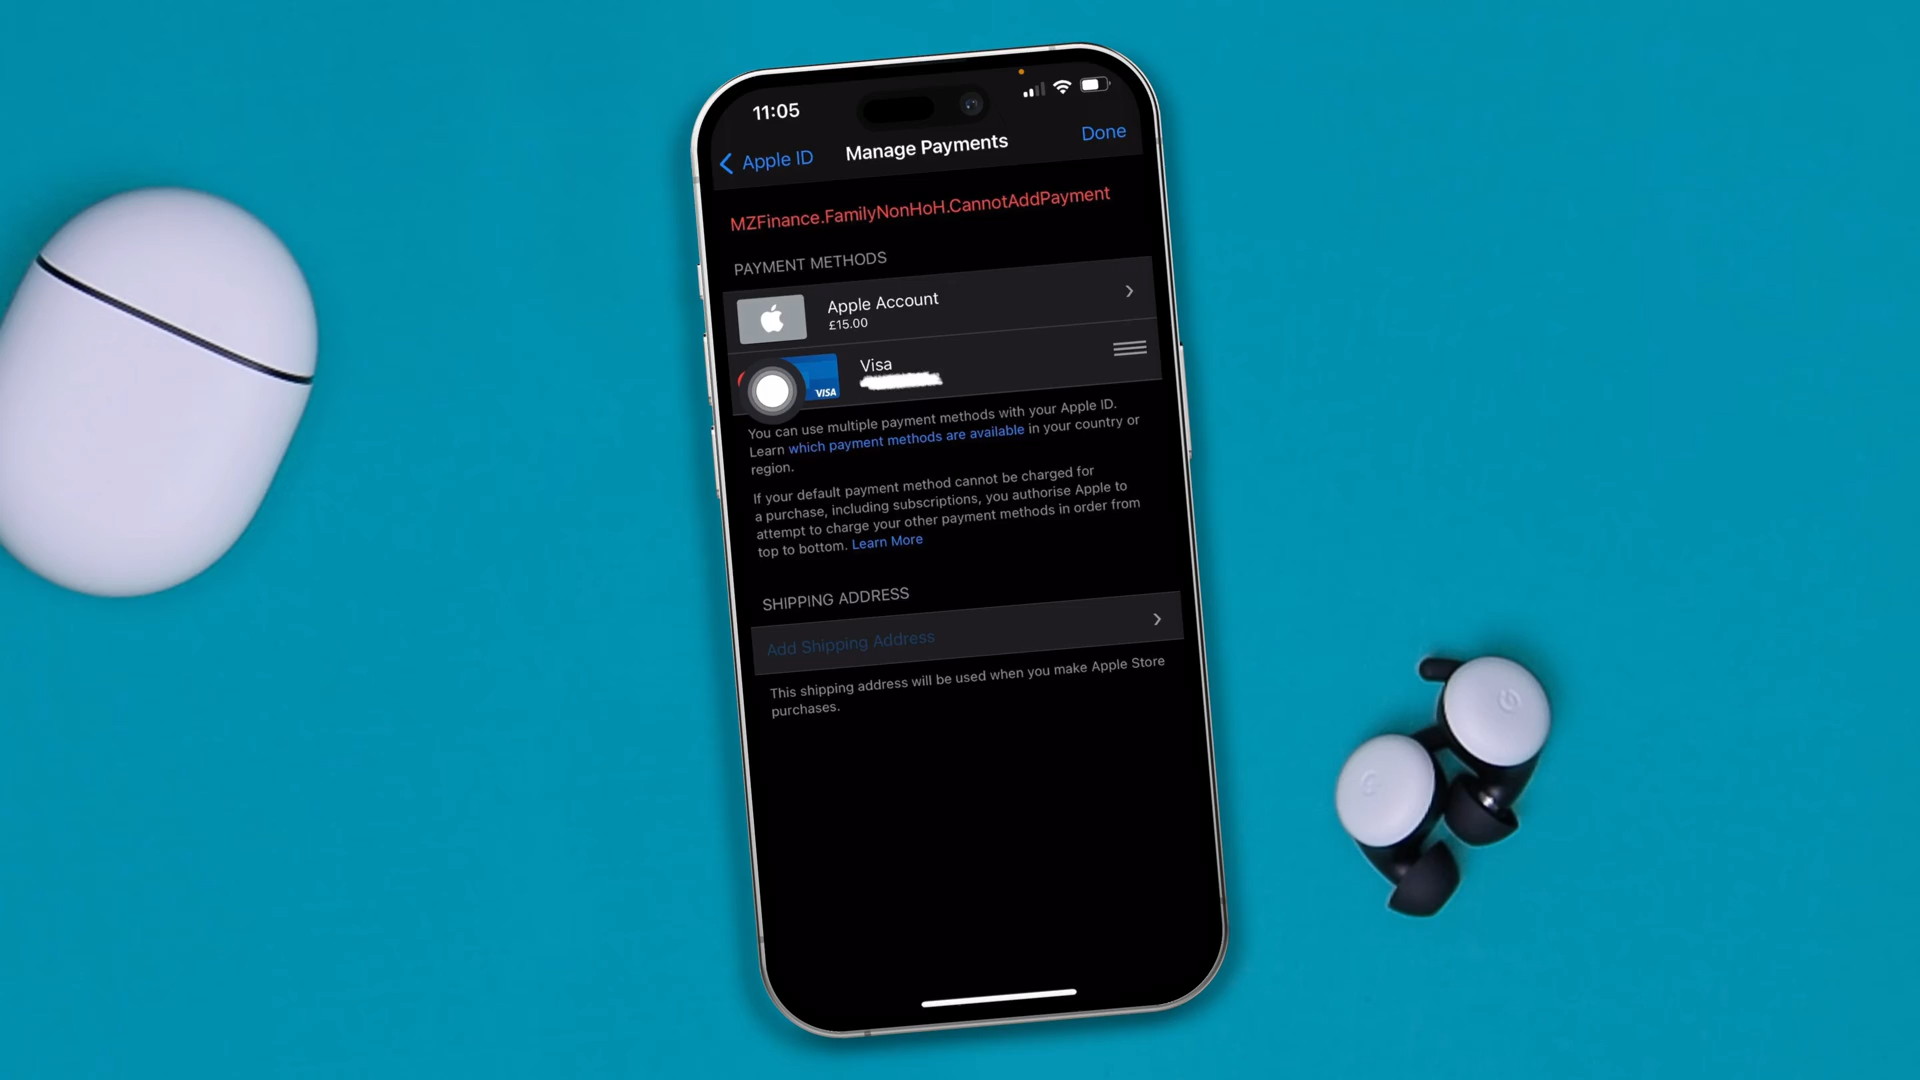 11:05
Apple ID
Manage Payments
Done
MZFinance.FamilyNonHoH.CannotAddPayment
PAYMENT METHODS
Apple Account
£15.00
Visa
VISA
You can use multiple payment methods with your Apple ID.
Learn which payment methods are available in your country or
region.
If your default payment method cannot be charged for
a purchase, including subscriptions, you authorise Apple to
attempt to charge your other payment methods in order from
top to bottom. Learn More
SHIPPING ADDRESS
Add Shipping Address
This shipping address will be used when you make Apple Store
purchases.